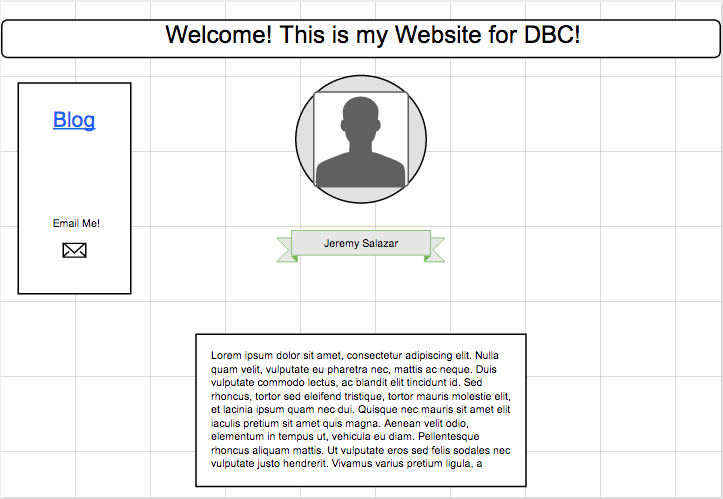 Welcome! This is my Website for DBC!
Blog
Email Me!
Jeremy Salazar
Lorem ipsum dolor sit amet, consectetur adipiscing elit. Nulla
quam velit, vulputate eu pharetra nec, mattis ac neque. Duis
vulputate commodo lectus, ac blandit elit tincidunt id. Sed
rhoncus, tortor sed eleifend tristique, tortor mauris molestie elit,
et lacinia ipsum quam nec dui. Quisque nec mauris sit amet elit
iaculis pretium sit amet quis magna. Aenean velit odio,
elementum in tempus ut, vehicula eu diam. Pellentesque
rhoncus aliquam mattis. Ut vulputate eros sed felis sodales nec
vulputate justo hendrerit. Vivamus varius pretium ligula, a